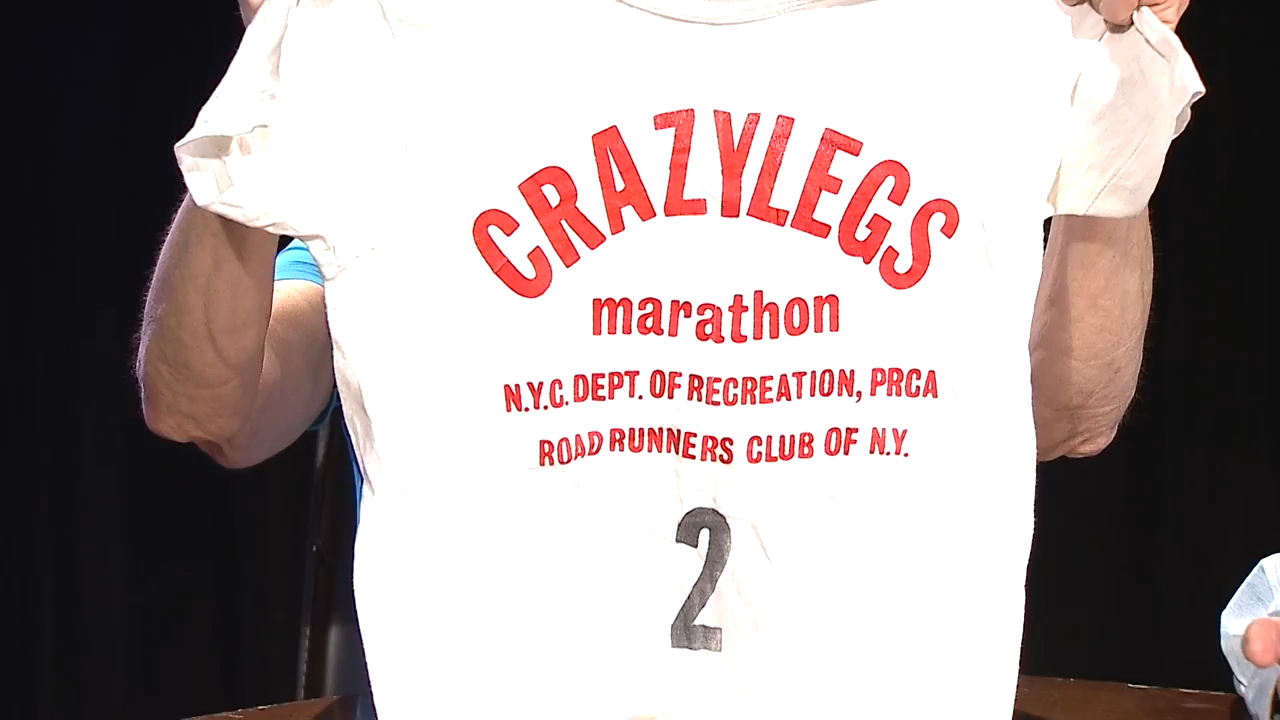 CRAZYLEGS
marathon
N.Y.C. DEPT. OF RECREATION, PRCA
ROAD RUNNERS CLUB OF N.Y.
2